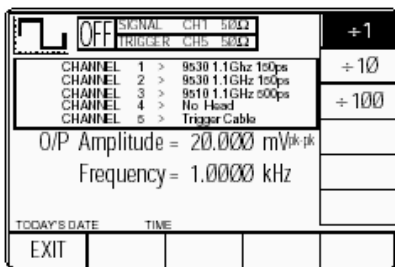 OFF SIGNAL CH1 50Ω
TRIGGER CH5 50Ω
÷1
÷10
÷100
CHANNEL 1 > 9530 1.1Ghz 150ps
CHANNEL 2 > 9530 1.1Ghz 150ps
CHANNEL 3 > 9510 1.1Ghz 500ps
CHANNEL 4 > No Head
CHANNEL 5 > Trigger Cable
O/P Amplitude = 20.000 mVpk-pk
Frequency = 1.0000 kHz
TODAY'S DATE TIME
EXIT